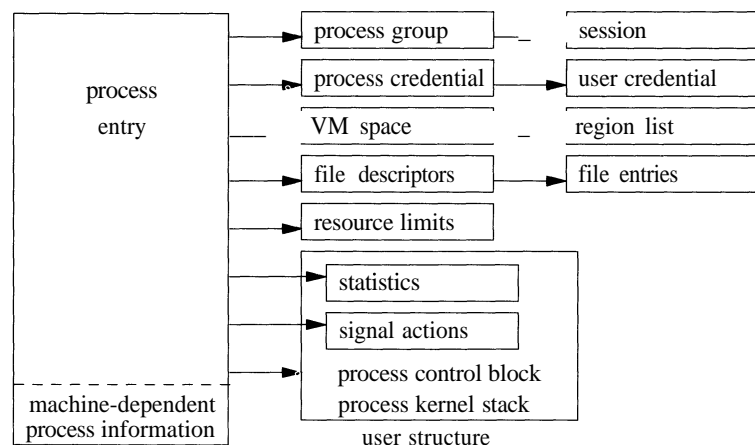 process
entry
machine-dependent
process information
process group
session
process credential
user credential
VM space
region list
file descriptors
file entries
resource limits
statistics
signal actions
process control block
process kernel stack
user structure